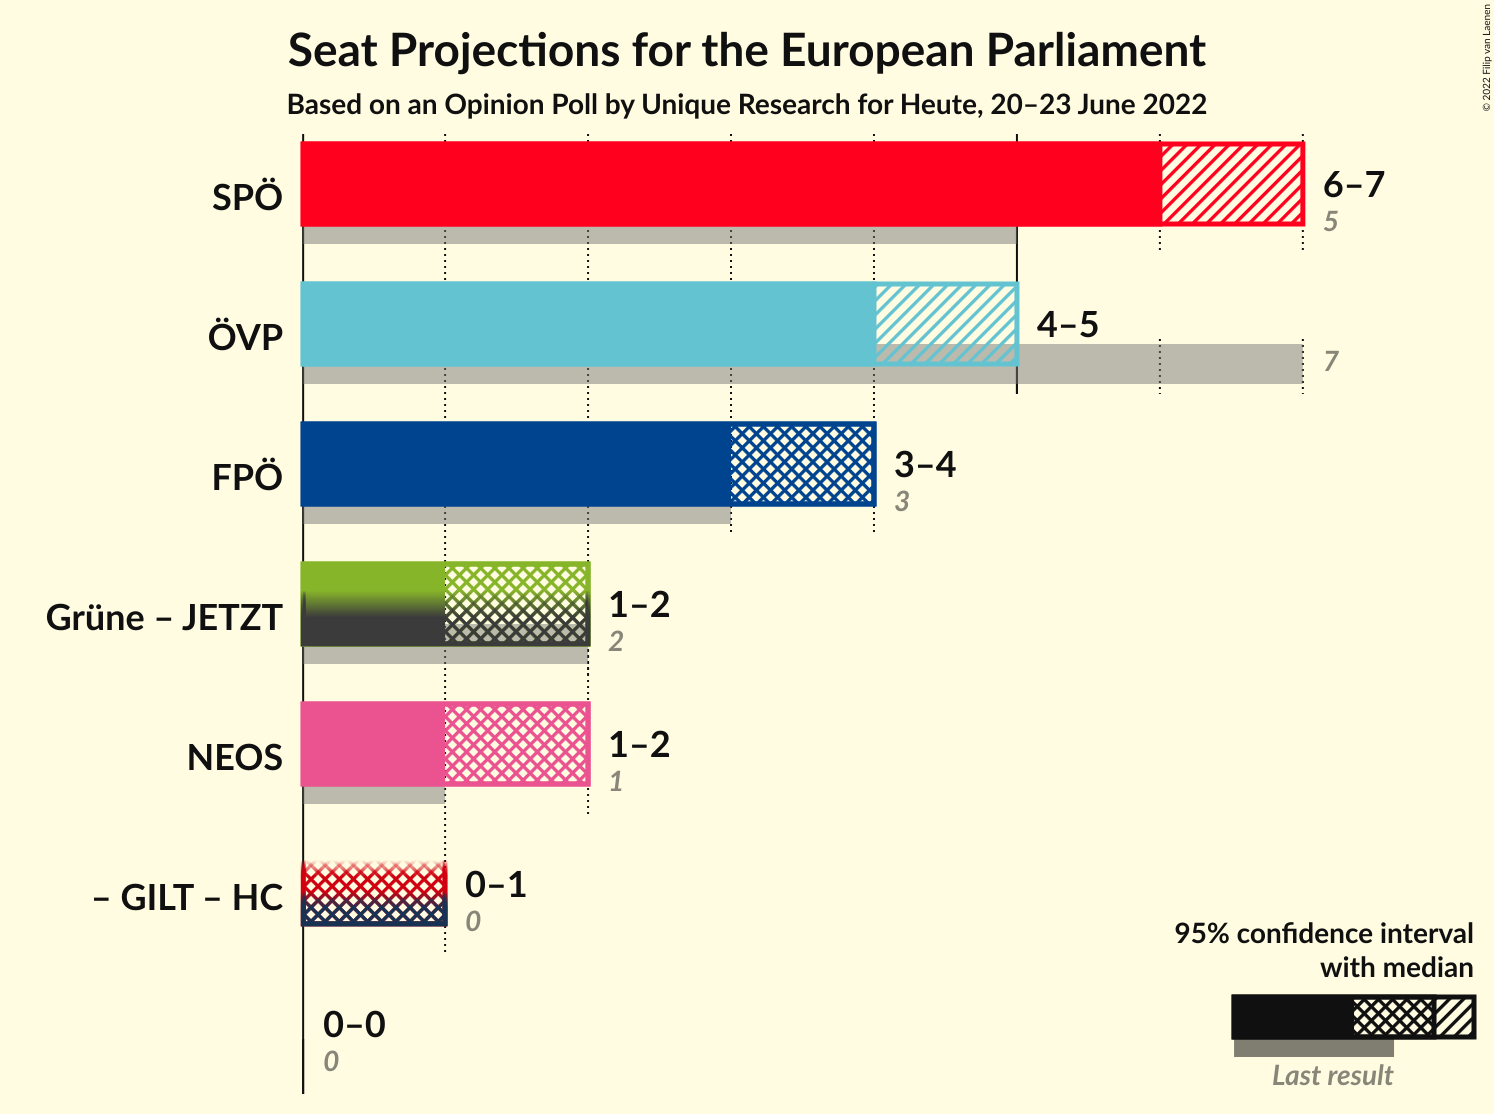 Seat Projections for the European Parliament
Based on an Opinion Poll by Unique Research for Heute, 20–23 June 2022
© 2022 Filip van Laenen
SPÖ
6–7
5
ÖVP
4–5
7
FPÖ
3–4
3
Grüne – JETZT
1–2
2
NEOS
1–2
1
– GILT – HC
0–1
0
0–0
0
95% confidence interval
with median
Last result